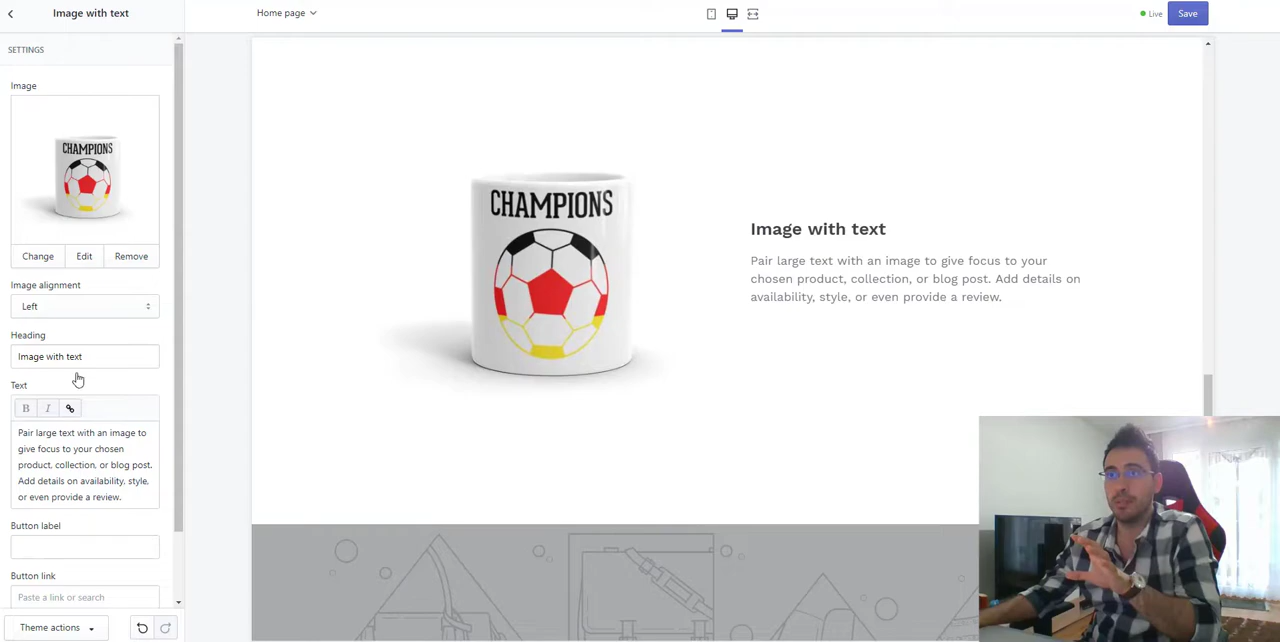 Image with text
Home page
Live
Save
SETTINGS
Image
CHAMPIONS
Change
Edit
Remove
Image alignment
Left
Heading
Image with text
Text
B
I
Pair large text with an image to
give focus to your chosen
product, collection, or blog post.
Add details on availability, style,
or even provide a review.
Button label
Button link
Paste a link or search
Theme actions
CHAMPIONS
Image with text
Pair large text with an image to give focus to your
chosen product, collection, or blog post. Add details on
availability, style, or even provide a review.